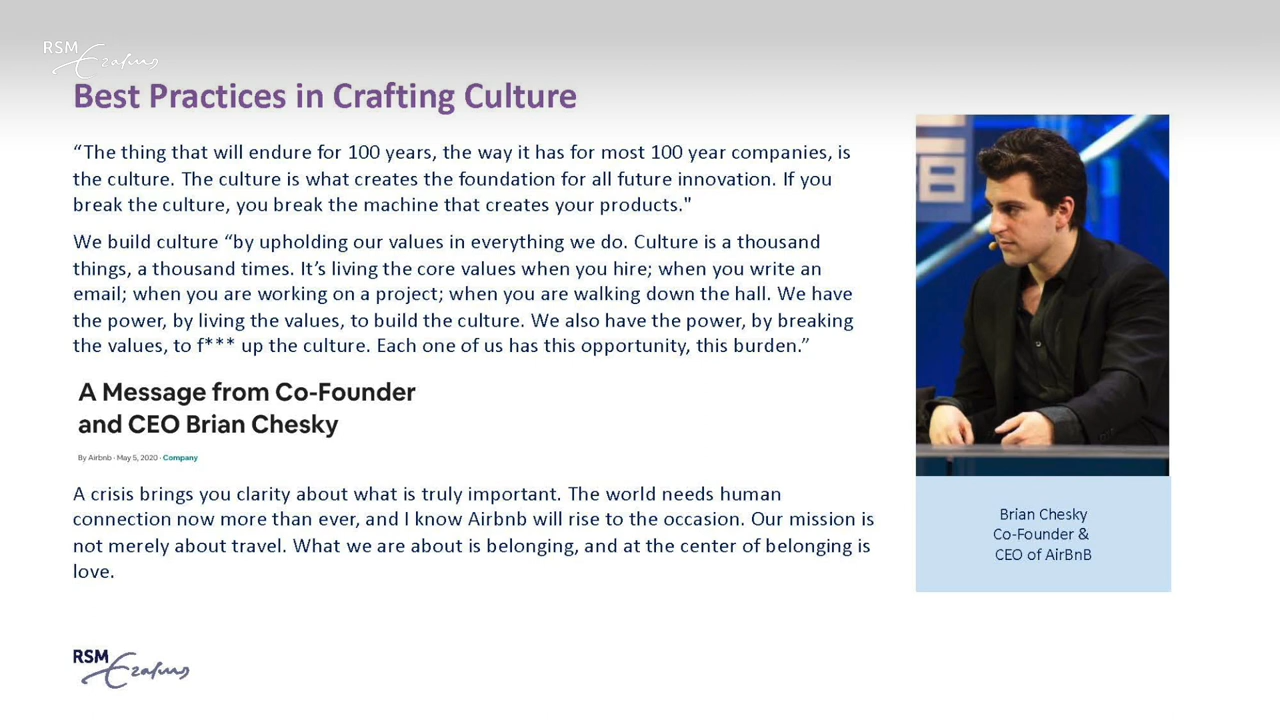 RSM
Erasmus
Best Practices in Crafting Culture
“The thing that will endure for 100 years, the way it has for most 100 year companies, is
the culture. The culture is what creates the foundation for all future innovation. If you
break the culture, you break the machine that creates your products."
We build culture “by upholding our values in everything we do. Culture is a thousand
things, a thousand times. It’s living the core values when you hire; when you write an
email; when you are working on a project; when you are walking down the hall. We have
the power, by living the values, to build the culture. We also have the power, by breaking
the values, to f*** up the culture. Each one of us has this opportunity, this burden.”
A Message from Co-Founder
and CEO Brian Chesky
By Airbnb · May 5, 2020 · Company
A crisis brings you clarity about what is truly important. The world needs human
connection now more than ever, and I know Airbnb will rise to the occasion. Our mission is
not merely about travel. What we are about is belonging, and at the center of belonging is
love.
Brian Chesky
Co-Founder &
CEO of AirBnB
RSM
Erasmus